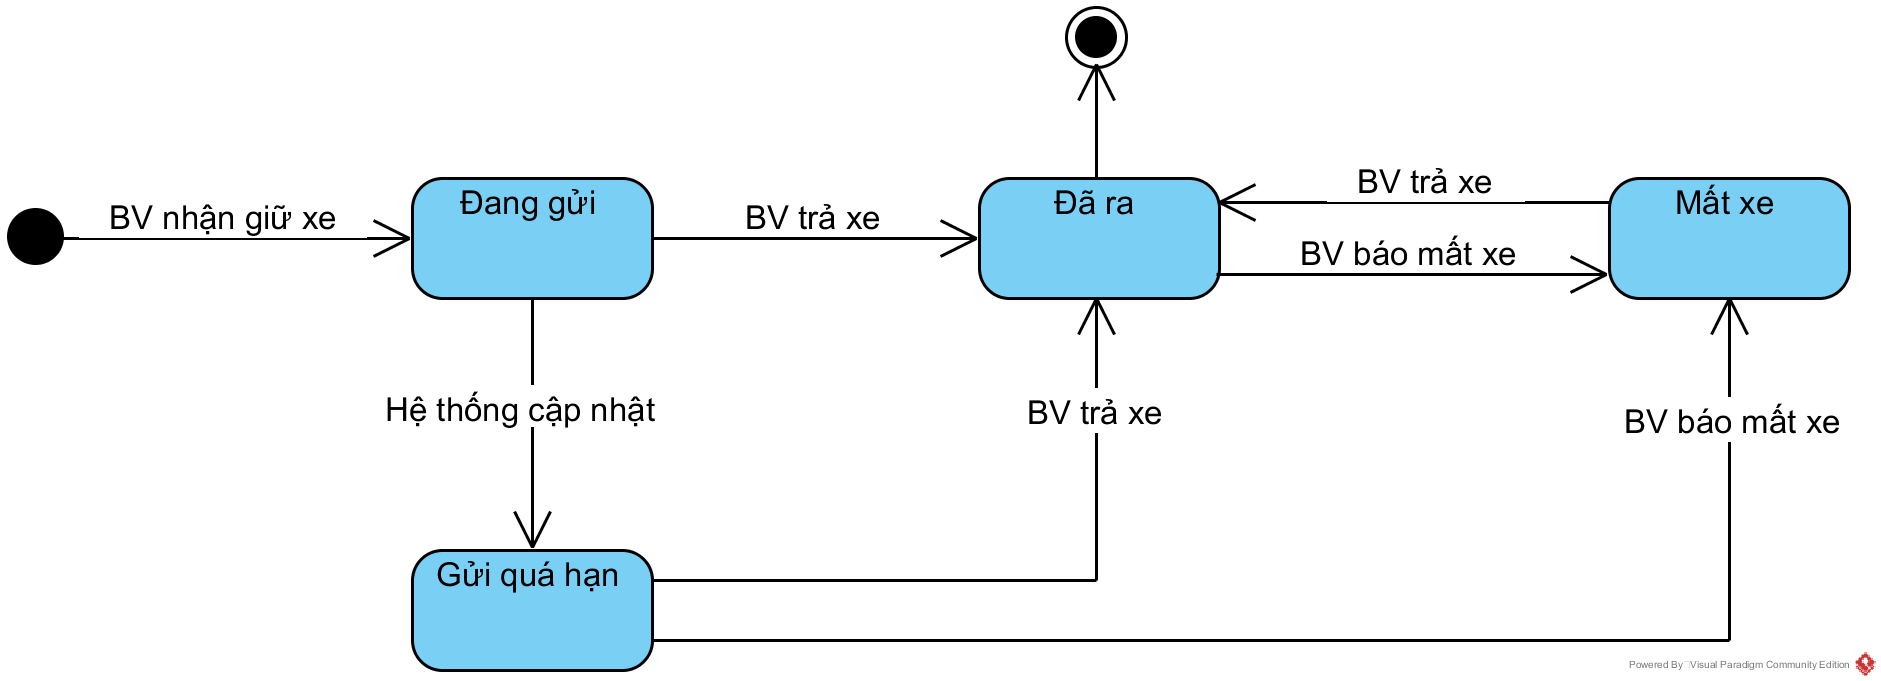 BV nhận giữ xe
Đang gửi
BV trả xe
Đã ra
BV trả xe
BV báo mất xe
Mất xe
Hệ thống cập nhật
BV trả xe
BV báo mất xe
Gửi quá hạn
Powered By Visual Paradigm Community Edition